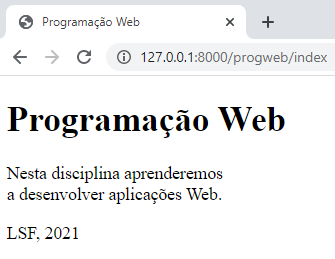 Programação Web
127.0.0.1:8000/progweb/index
Programação Web
Nesta disciplina aprenderemos
a desenvolver aplicações Web.
LSF, 2021